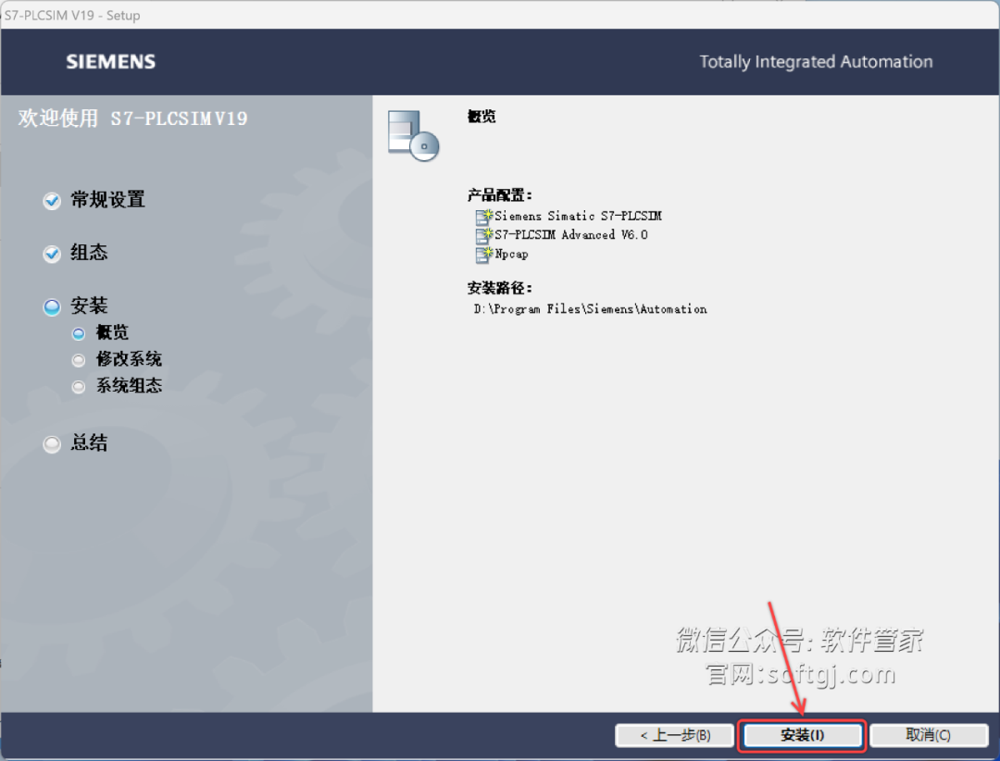 S7-PLCSIM V19 - Setup
SIEMENS
Totally Integrated Automation
欢迎使用 S7-PLCSIM V19
常规设置
组态
安装
概览
修改系统
系统组态
总结
概览
产品配置:
Siemens Simatic S7-PLCSIM
S7-PLCSIM Advanced V6.0
Npcap
安装路径:
D:\Program Files\Siemens\Automation
微信公众号: 软件管家
官网:softgj.com
< 上一步(B)
安装(I)
取消(C)